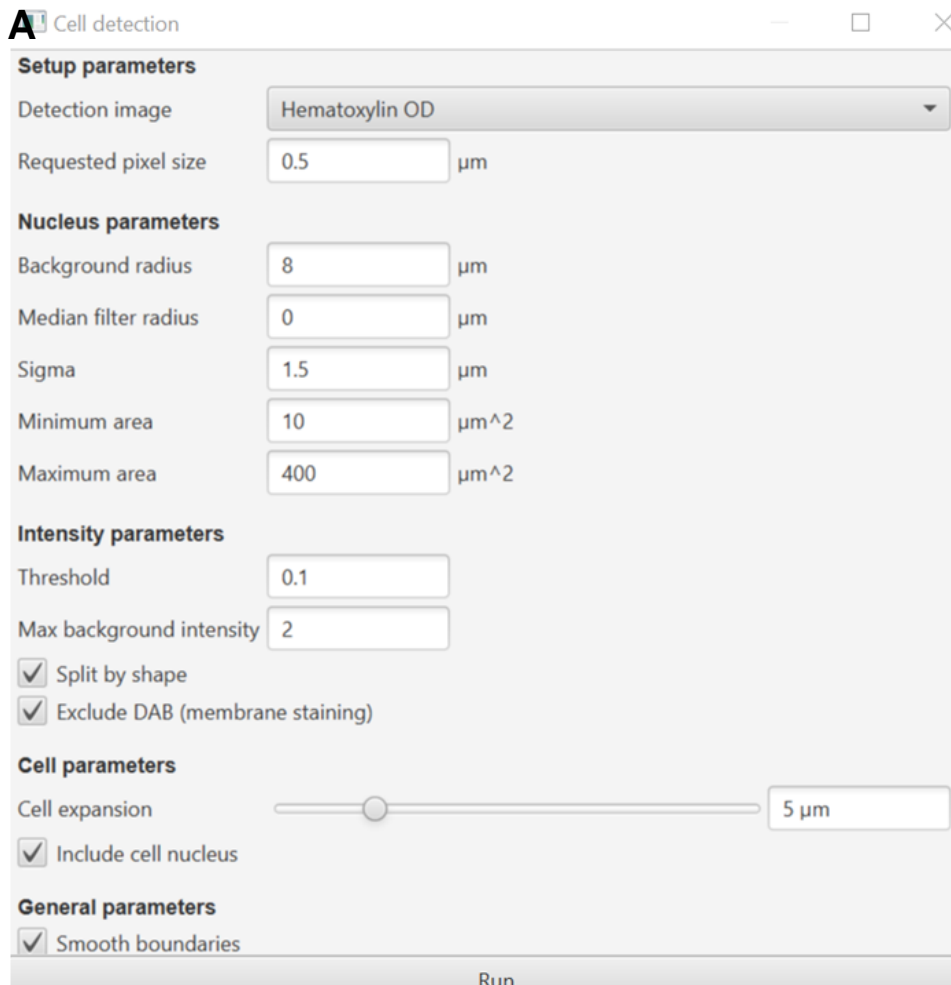 A Cell detection
Setup parameters
Detection image Hematoxylin OD
Requested pixel size 0.5 µm
Nucleus parameters
Background radius 8 µm
Median filter radius 0 µm
Sigma 1.5 µm
Minimum area 10 µm^2
Maximum area 400 µm^2
Intensity parameters
Threshold 0.1
Max background intensity 2
Split by shape
Exclude DAB (membrane staining)
Cell parameters
Cell expansion 5 µm
Include cell nucleus
General parameters
Smooth boundaries
Run